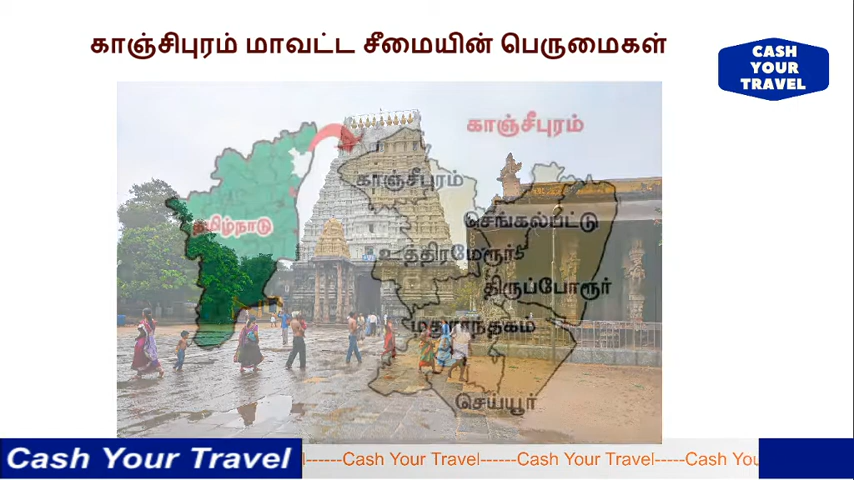 காஞ்சிபுரம் மாவட்ட சீமையின் பெருமைகள்
CASH
YOUR
TRAVEL
காஞ்சீபுரம்
காஞ்சீபுரம்
தமிழ்நாடு
செங்கல்பட்டு
உத்திரமேரூர்
திருப்போரூர்
மதுராந்தகம்
செய்யூர்
Cash Your Travel
------Cash Your Travel------Cash Your Travel-----Cash You